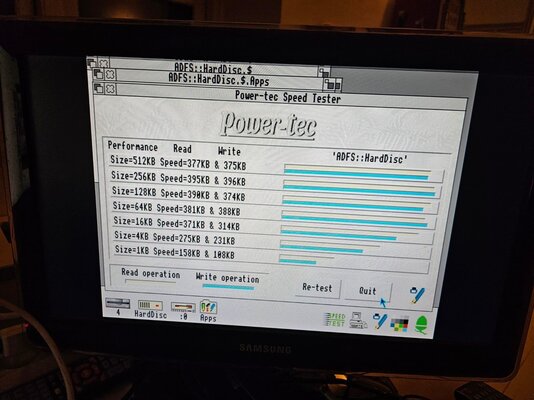 ADFS::HardDisc.$
ADFS::HardDisc.$.Apps
Power-tec Speed Tester
Power-tec
Performance Read Write 'ADFS::HardDisc'
Size=512KB Speed=377KB & 375KB
Size=256KB Speed=395KB & 396KB
Size=128KB Speed=390KB & 374KB
Size=64KB Speed=381KB & 388KB
Size=16KB Speed=371KB & 314KB
Size=4KB Speed=275KB & 231KB
Size=1KB Speed=158KB & 108KB
Read operation Write operation Re-test Quit
4 HardDisc :0 Apps
SPEED
TEST
SAMSUNG